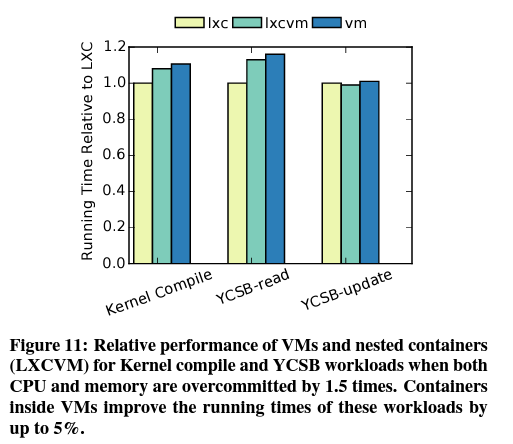 lxc lxcvm vm
Running Time Relative to LXC
1.2
1.0
0.8
0.6
0.4
0.2
0.0
Kernel Compile
YCSB-read
YCSB-update
Figure 11: Relative performance of VMs and nested containers
(LXCVM) for Kernel compile and YCSB workloads when both
CPU and memory are overcommitted by 1.5 times. Containers
inside VMs improve the running times of these workloads by
up to 5%.